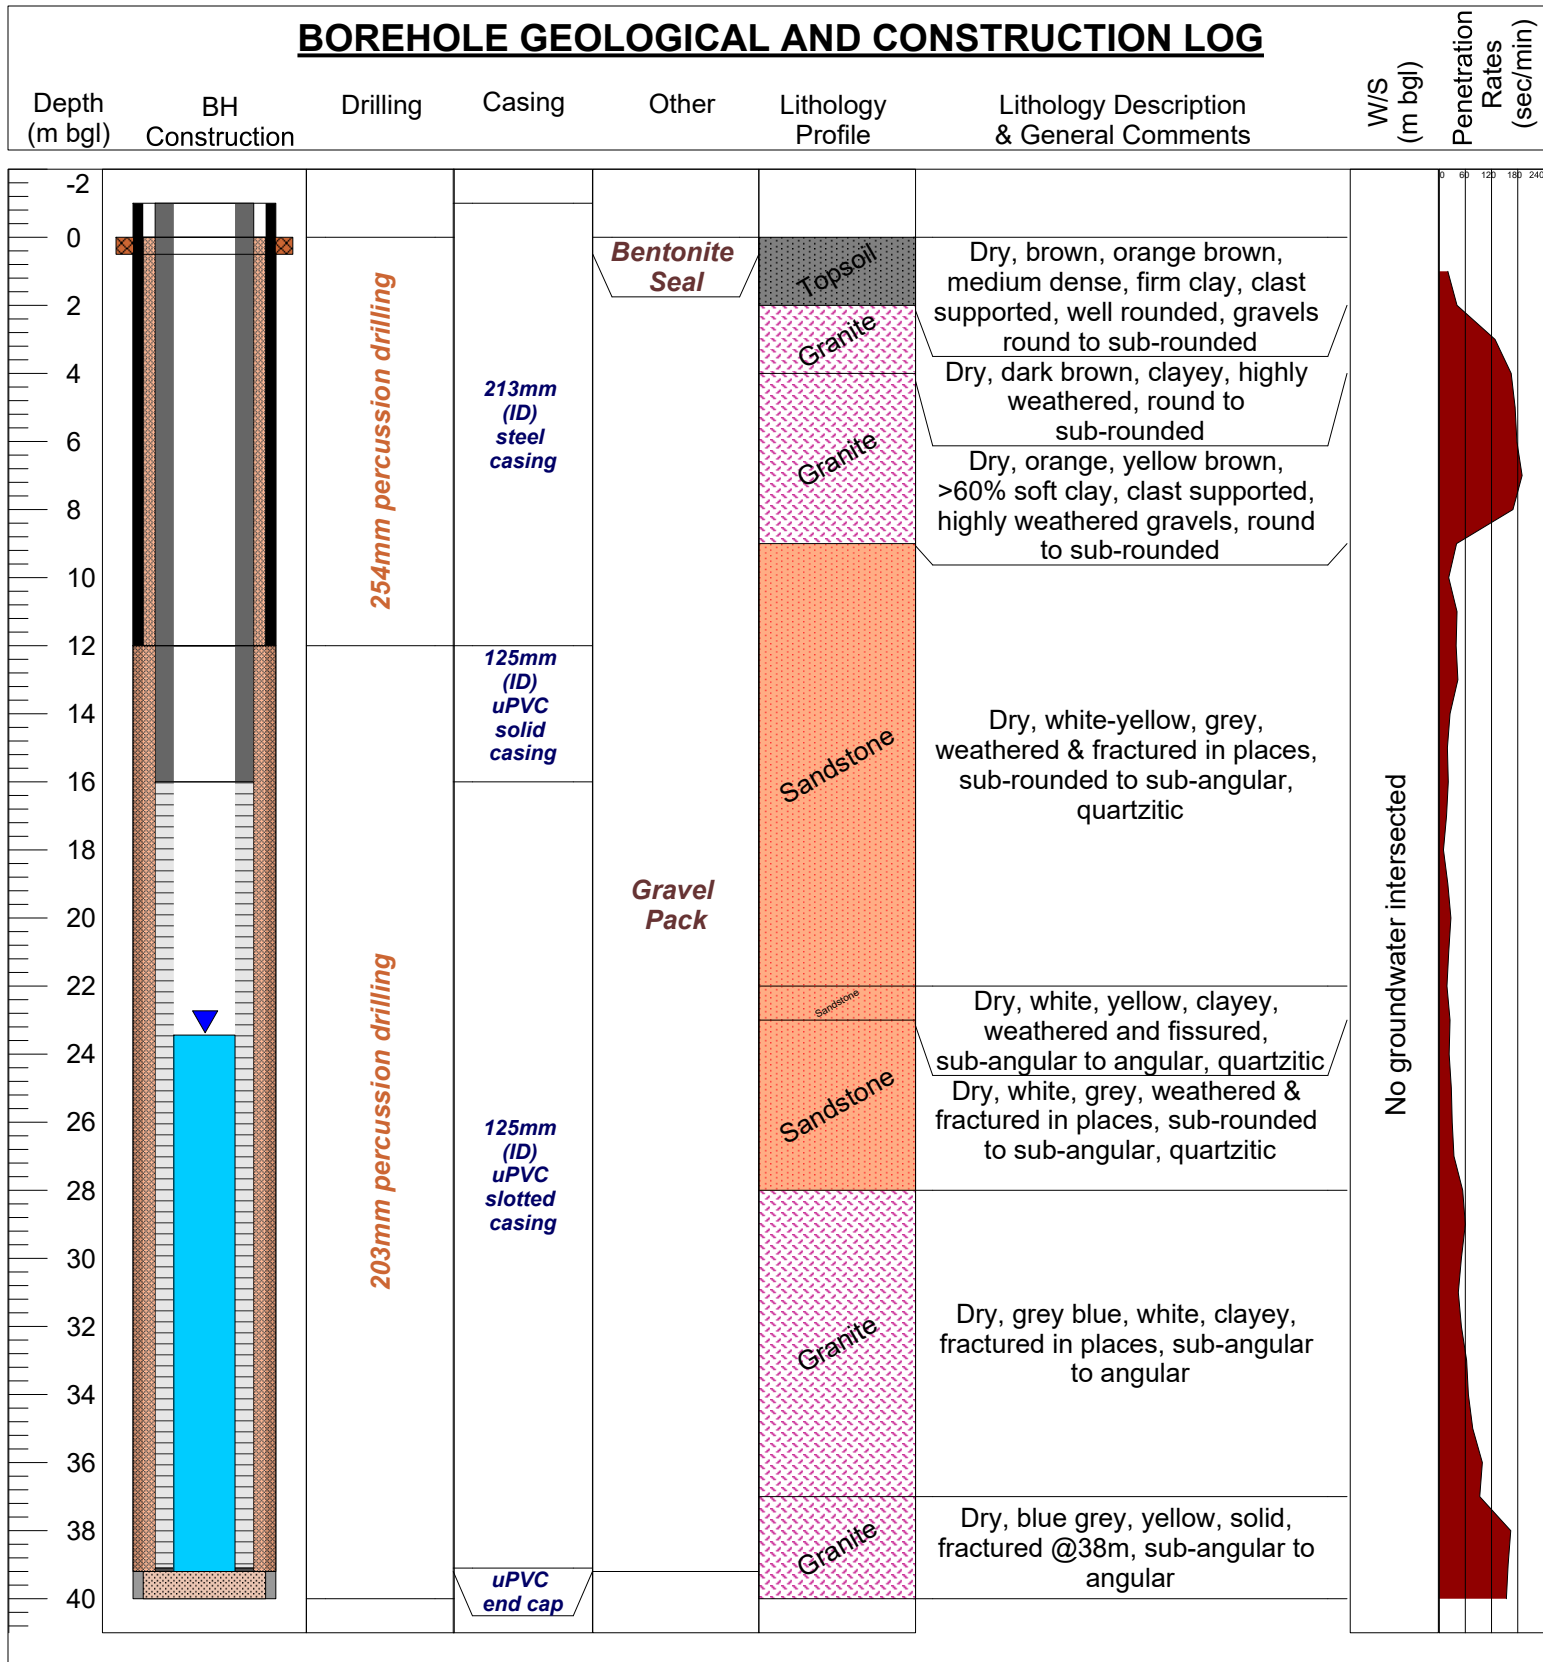 BOREHOLE GEOLOGICAL AND CONSTRUCTION LOG
Depth
(m bgl)
BH
Construction
Drilling
Casing
Other
Lithology
Profile
Lithology Description
& General Comments
W/S
(m bgl)
Penetration
Rates
(sec/min)
0 60 120 180 240
-2
0
2
4
6
8
10
12
14
16
18
20
22
24
26
28
30
32
34
36
38
40
254mm percussion drilling
203mm percussion drilling
213mm
(ID)
steel
casing
125mm
(ID)
uPVC
solid
casing
125mm
(ID)
uPVC
slotted
casing
uPVC
end cap
Bentonite
Seal
Gravel
Pack
Topsoil
Granite
Granite
Sandstone
Sandstone
Sandstone
Granite
Granite
Dry, brown, orange brown,
medium dense, firm clay, clast
supported, well rounded, gravels
round to sub-rounded
Dry, dark brown, clayey, highly
weathered, round to
sub-rounded
Dry, orange, yellow brown,
>60% soft clay, clast supported,
highly weathered gravels, round
to sub-rounded
Dry, white-yellow, grey,
weathered & fractured in places,
sub-rounded to sub-angular,
quartzitic
Dry, white, yellow, clayey,
weathered and fissured,
sub-angular to angular, quartzitic
Dry, white, grey, weathered &
fractured in places, sub-rounded
to sub-angular, quartzitic
Dry, grey blue, white, clayey,
fractured in places, sub-angular
to angular
Dry, blue grey, yellow, solid,
fractured @38m, sub-angular to
angular
No groundwater intersected